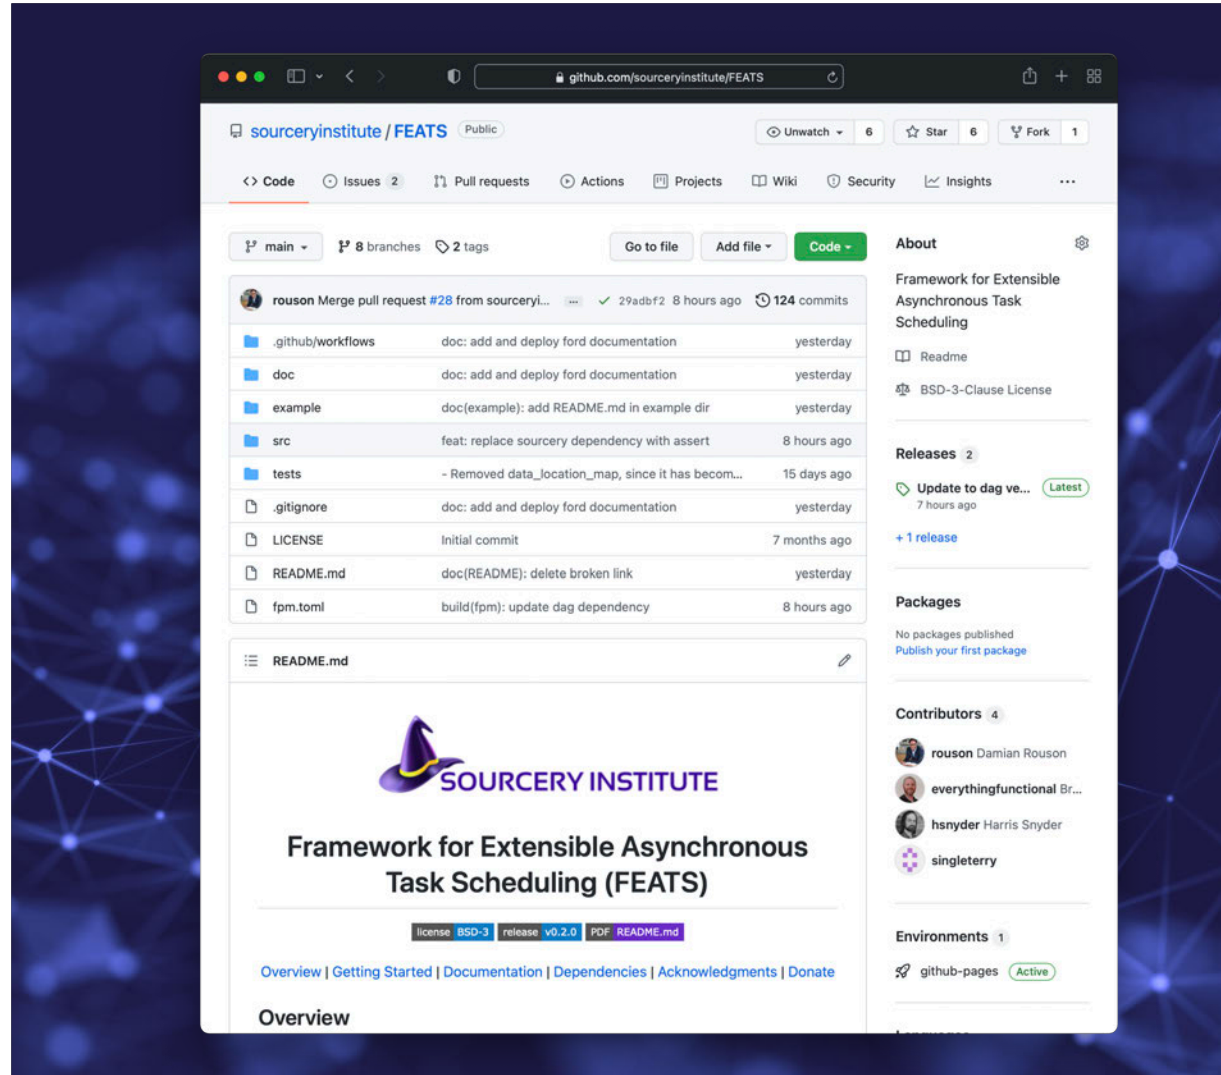 github.com/sourceryinstitute/FEATS
sourceryinstitute / FEATS Public
Unwatch 6 Star 6 Fork 1
Code Issues 2 Pull requests Actions Projects Wiki Security Insights ...
main 8 branches 2 tags Go to file Add file Code
rouson Merge pull request #28 from sourceryi... ... 29adbf2 8 hours ago 124 commits
.github/workflows doc: add and deploy ford documentation yesterday
doc doc: add and deploy ford documentation yesterday
example doc(example): add README.md in example dir yesterday
src feat: replace sourcery dependency with assert 8 hours ago
tests - Removed data_location_map, since it has becom... 15 days ago
.gitignore doc: add and deploy ford documentation yesterday
LICENSE Initial commit 7 months ago
README.md doc(README): delete broken link yesterday
fpm.toml build(fpm): update dag dependency 8 hours ago
README.md
SOURCERY INSTITUTE
Framework for Extensible Asynchronous
Task Scheduling (FEATS)
license BSD-3 release v0.2.0 PDF README.md
Overview | Getting Started | Documentation | Dependencies | Acknowledgments | Donate
Overview
About
Framework for Extensible
Asynchronous Task
Scheduling
Readme
BSD-3-Clause License
Releases 2
Update to dag ve... Latest
7 hours ago
+ 1 release
Packages
No packages published
Publish your first package
Contributors 4
rouson Damian Rouson
everythingfunctional Br...
hsnyder Harris Snyder
singleterry
Environments 1
github-pages Active